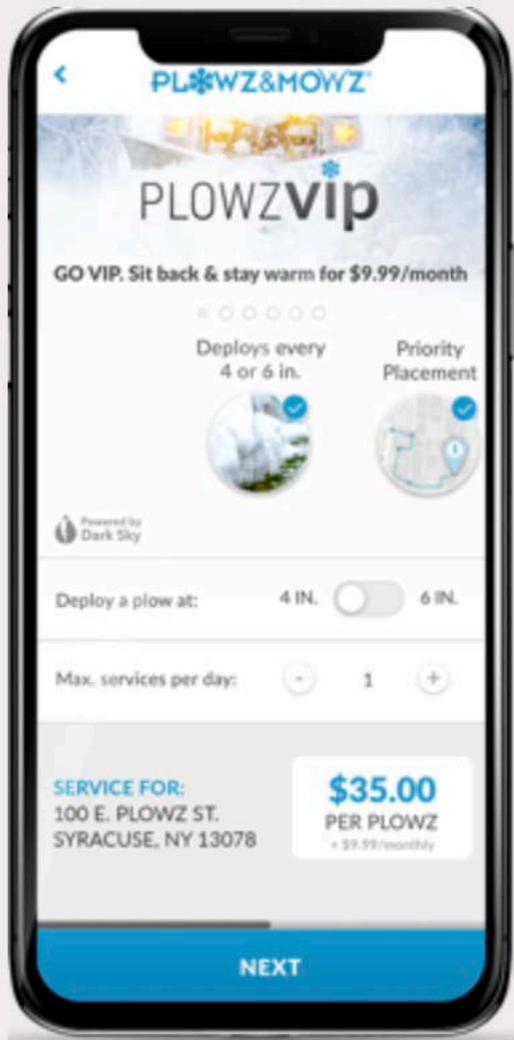 PLOWZ&MOWZ
PLOWZvip
GO VIP. Sit back & stay warm for $9.99/month
Deploys every
4 or 6 in.
Priority
Placement
1
Powered by
Dark Sky
Deploy a plow at:
4 IN.
6 IN.
Max. services per day:
-
1
+
SERVICE FOR:
100 E. PLOWZ ST.
SYRACUSE, NY 13078
$35.00
PER PLOWZ
+ $9.99/monthly
NEXT